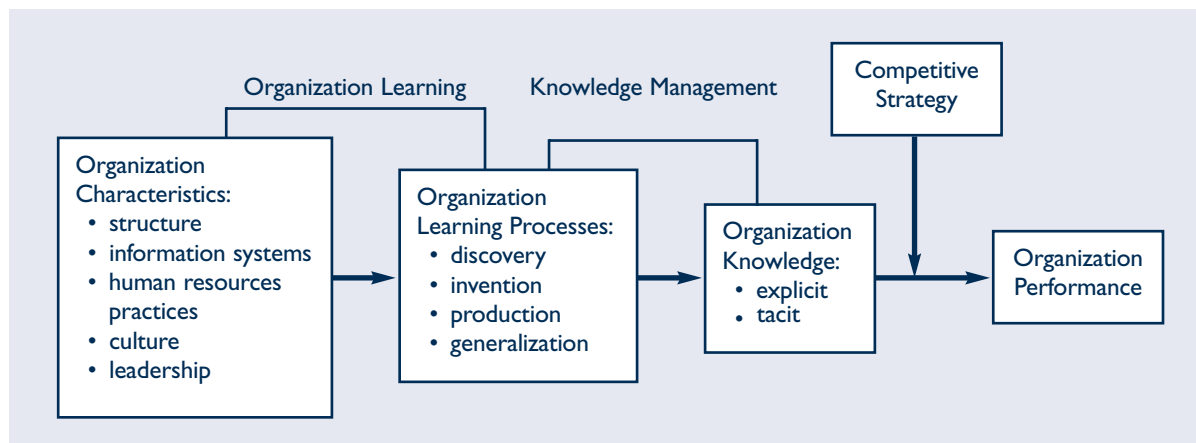 Organization Learning
Knowledge Management
Competitive
Strategy
Organization
Characteristics:
• structure
• information systems
• human resources
practices
• culture
• leadership
Organization
Learning Processes:
• discovery
• invention
• production
• generalization
Organization
Knowledge:
• explicit
• tacit
Organization
Performance